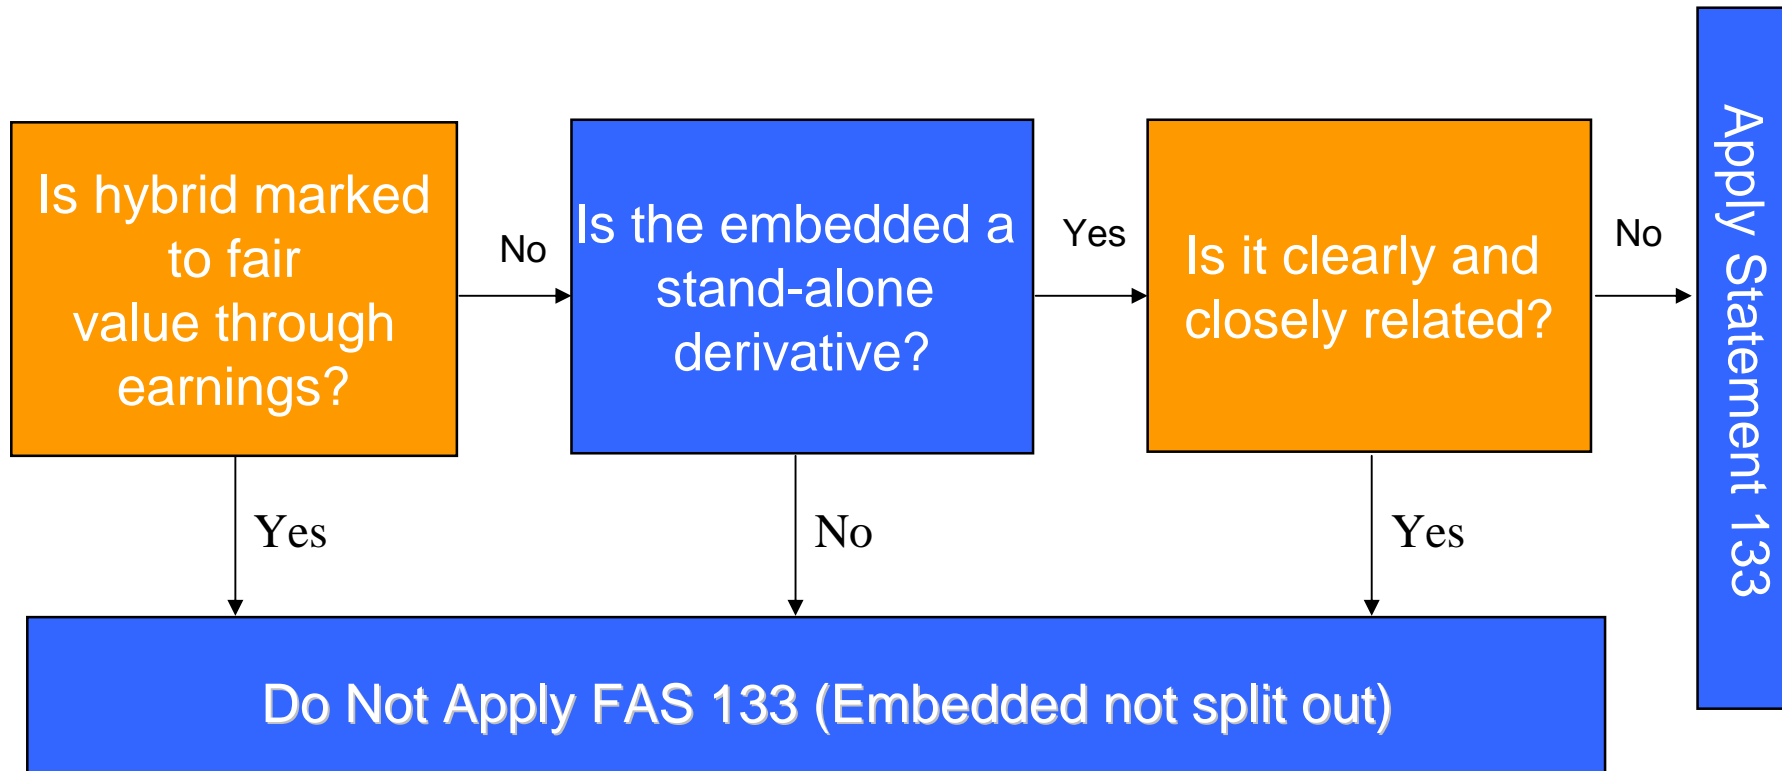 Is hybrid marked
to fair
value through
earnings?
No
Is the embedded a
stand-alone
derivative?
Yes
Is it clearly and
closely related?
No
Apply Statement 133
Yes
No
Yes
Do Not Apply FAS 133 (Embedded not split out)